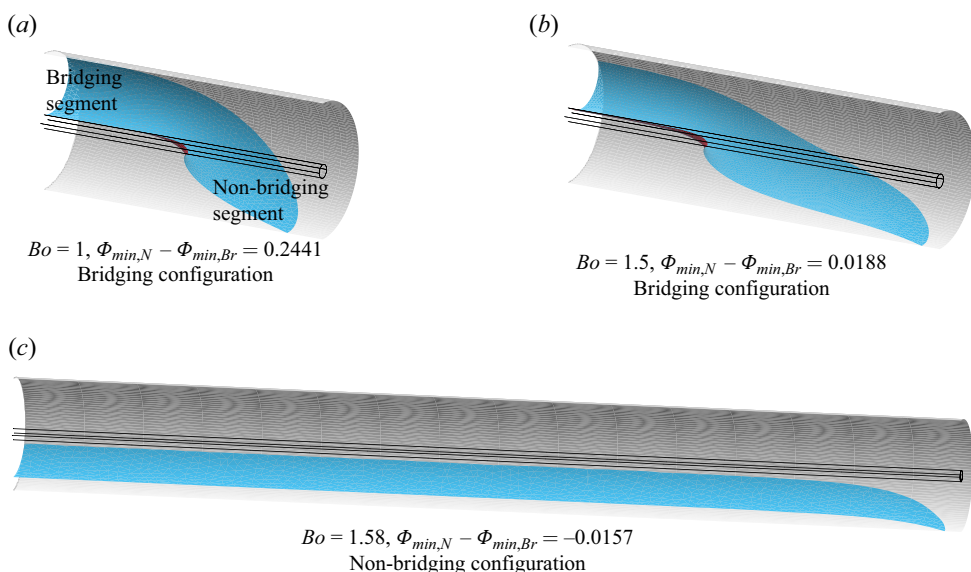 (a)
Bridging
segment
Non-bridging
segment
Bo = 1, Φmin,N – Φmin,Br = 0.2441
Bridging configuration
(b)
Bo = 1.5, Φmin,N – Φmin,Br = 0.0188
Bridging configuration
(c)
Bo = 1.58, Φmin,N – Φmin,Br = –0.0157
Non-bridging configuration